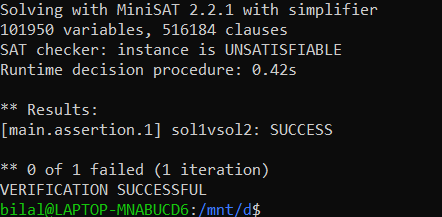 Solving with MiniSAT 2.2.1 with simplifier
101950 variables, 516184 clauses
SAT checker: instance is UNSATISFIABLE
Runtime decision procedure: 0.42s
** Results:
[main.assertion.1] sol1vsol2: SUCCESS
** 0 of 1 failed (1 iteration)
VERIFICATION SUCCESSFUL
bilal@LAPTOP-MNABUCD6:/mnt/d$